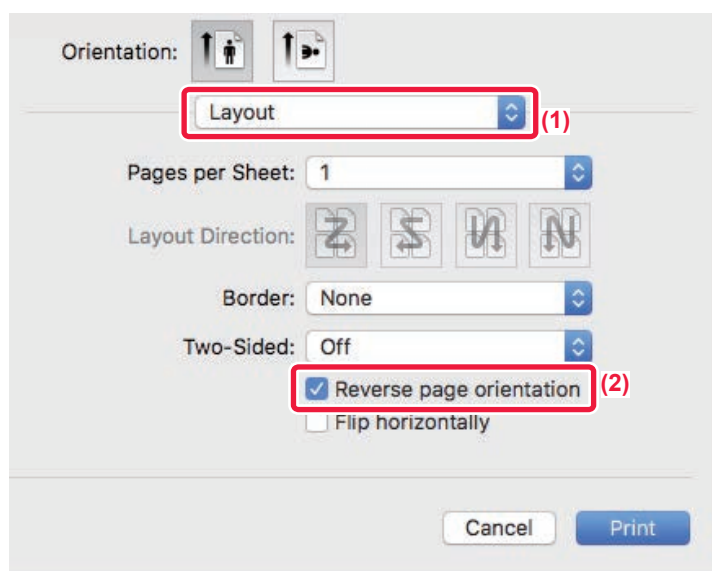 Orientation:
Layout
(1)
Pages per Sheet: 1
Layout Direction:
Border: None
Two-Sided: Off
Reverse page orientation
(2)
Flip horizontally
Cancel Print